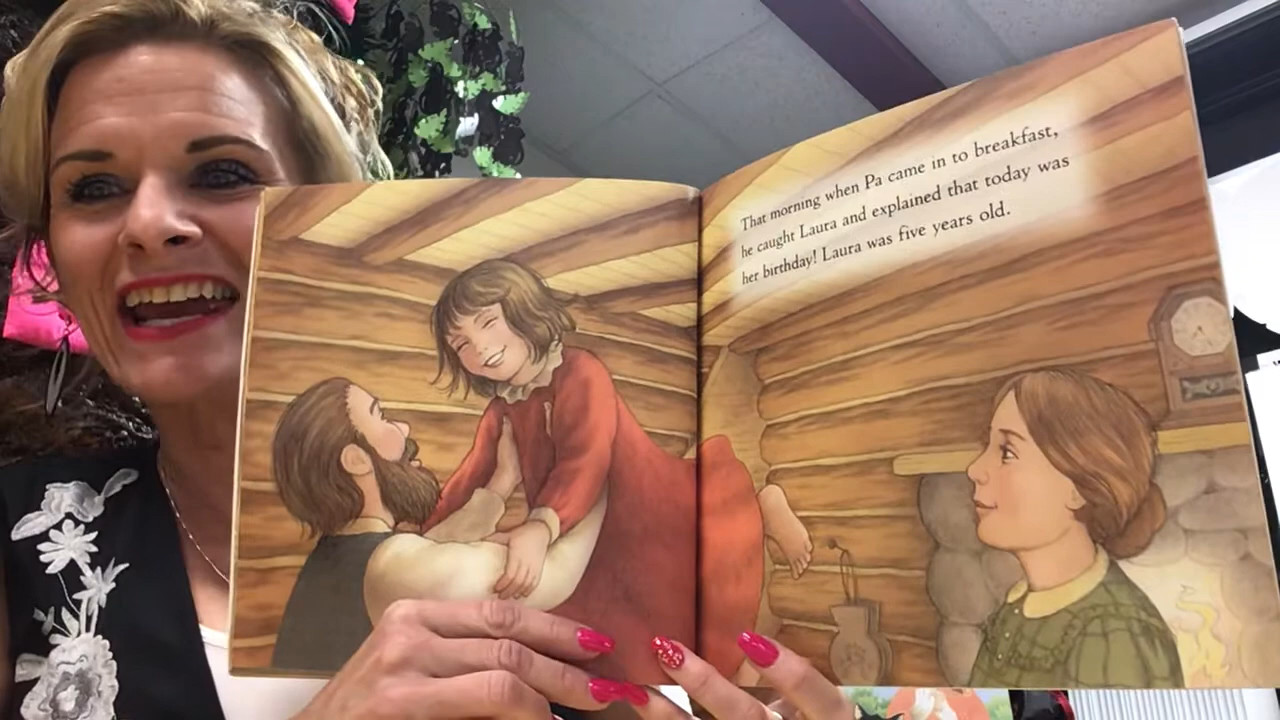 That morning when Pa came in to breakfast,
he caught Laura and explained that today was
her birthday! Laura was five years old.